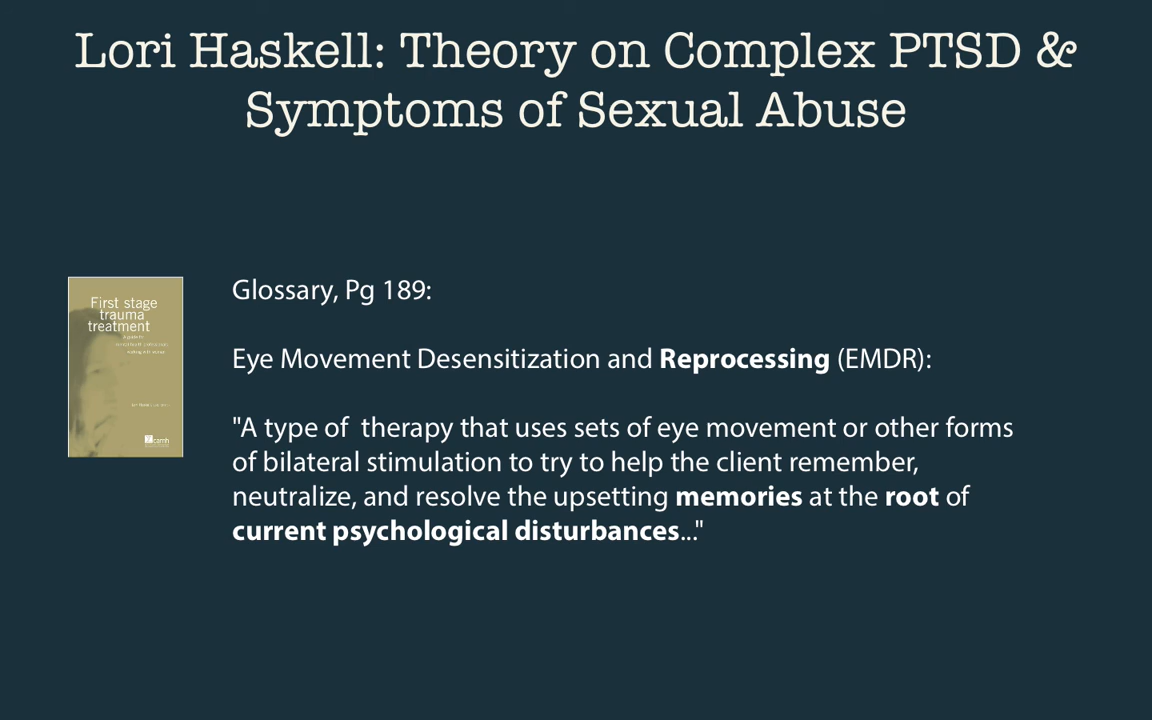 Lori Haskell: Theory on Complex PTSD &
Symptoms of Sexual Abuse
First stage
trauma
treatment
camh
Glossary, Pg 189:
Eye Movement Desensitization and Reprocessing (EMDR):
"A type of  therapy that uses sets of eye movement or other forms
of bilateral stimulation to try to help the client remember,
neutralize, and resolve the upsetting memories at the root of
current psychological disturbances..."